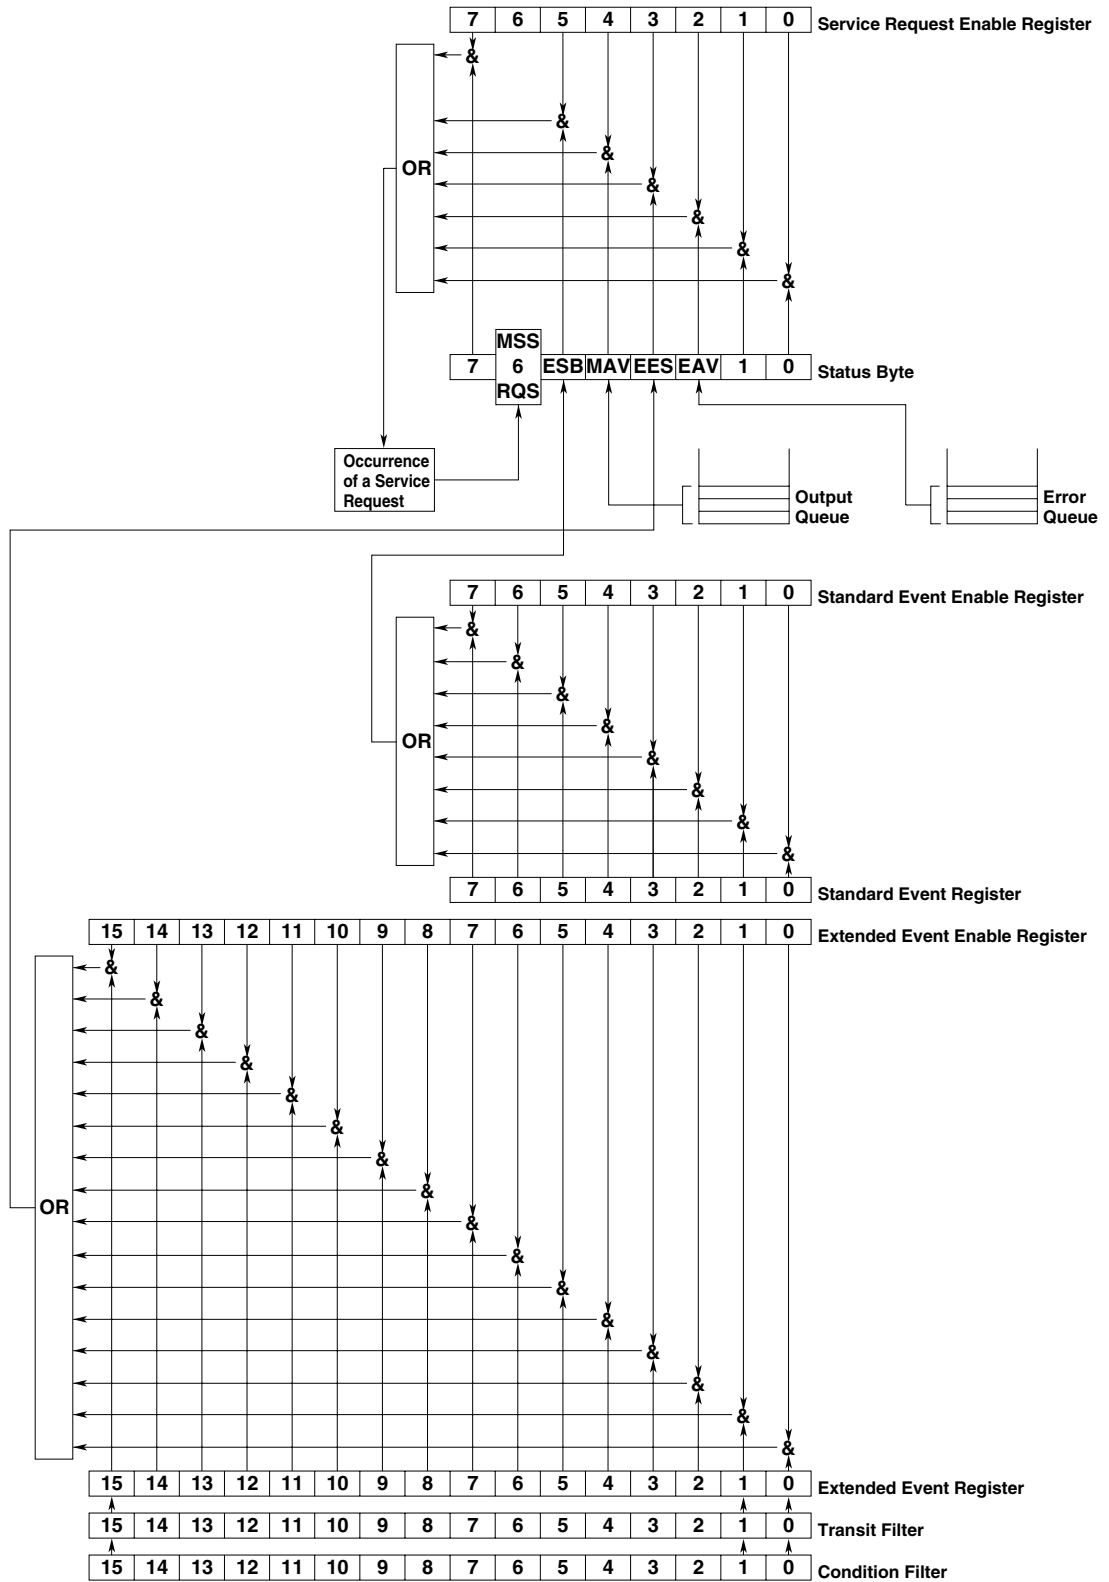 7 6 5 4 3 2 1 0 Service Request Enable Register
&
&
&
OR
&
&
&
&
MSS
7 6 ESB MAV EES EAV 1 0 Status Byte
RQS
Occurrence
of a Service
Request
Output
Queue
Error
Queue
7 6 5 4 3 2 1 0 Standard Event Enable Register
&
&
&
&
OR
&
&
&
&
7 6 5 4 3 2 1 0 Standard Event Register
15 14 13 12 11 10 9 8 7 6 5 4 3 2 1 0 Extended Event Enable Register
&
&
&
&
&
&
&
&
OR
&
&
&
&
&
&
&
&
15 14 13 12 11 10 9 8 7 6 5 4 3 2 1 0 Extended Event Register
15 14 13 12 11 10 9 8 7 6 5 4 3 2 1 0 Transit Filter
15 14 13 12 11 10 9 8 7 6 5 4 3 2 1 0 Condition Filter